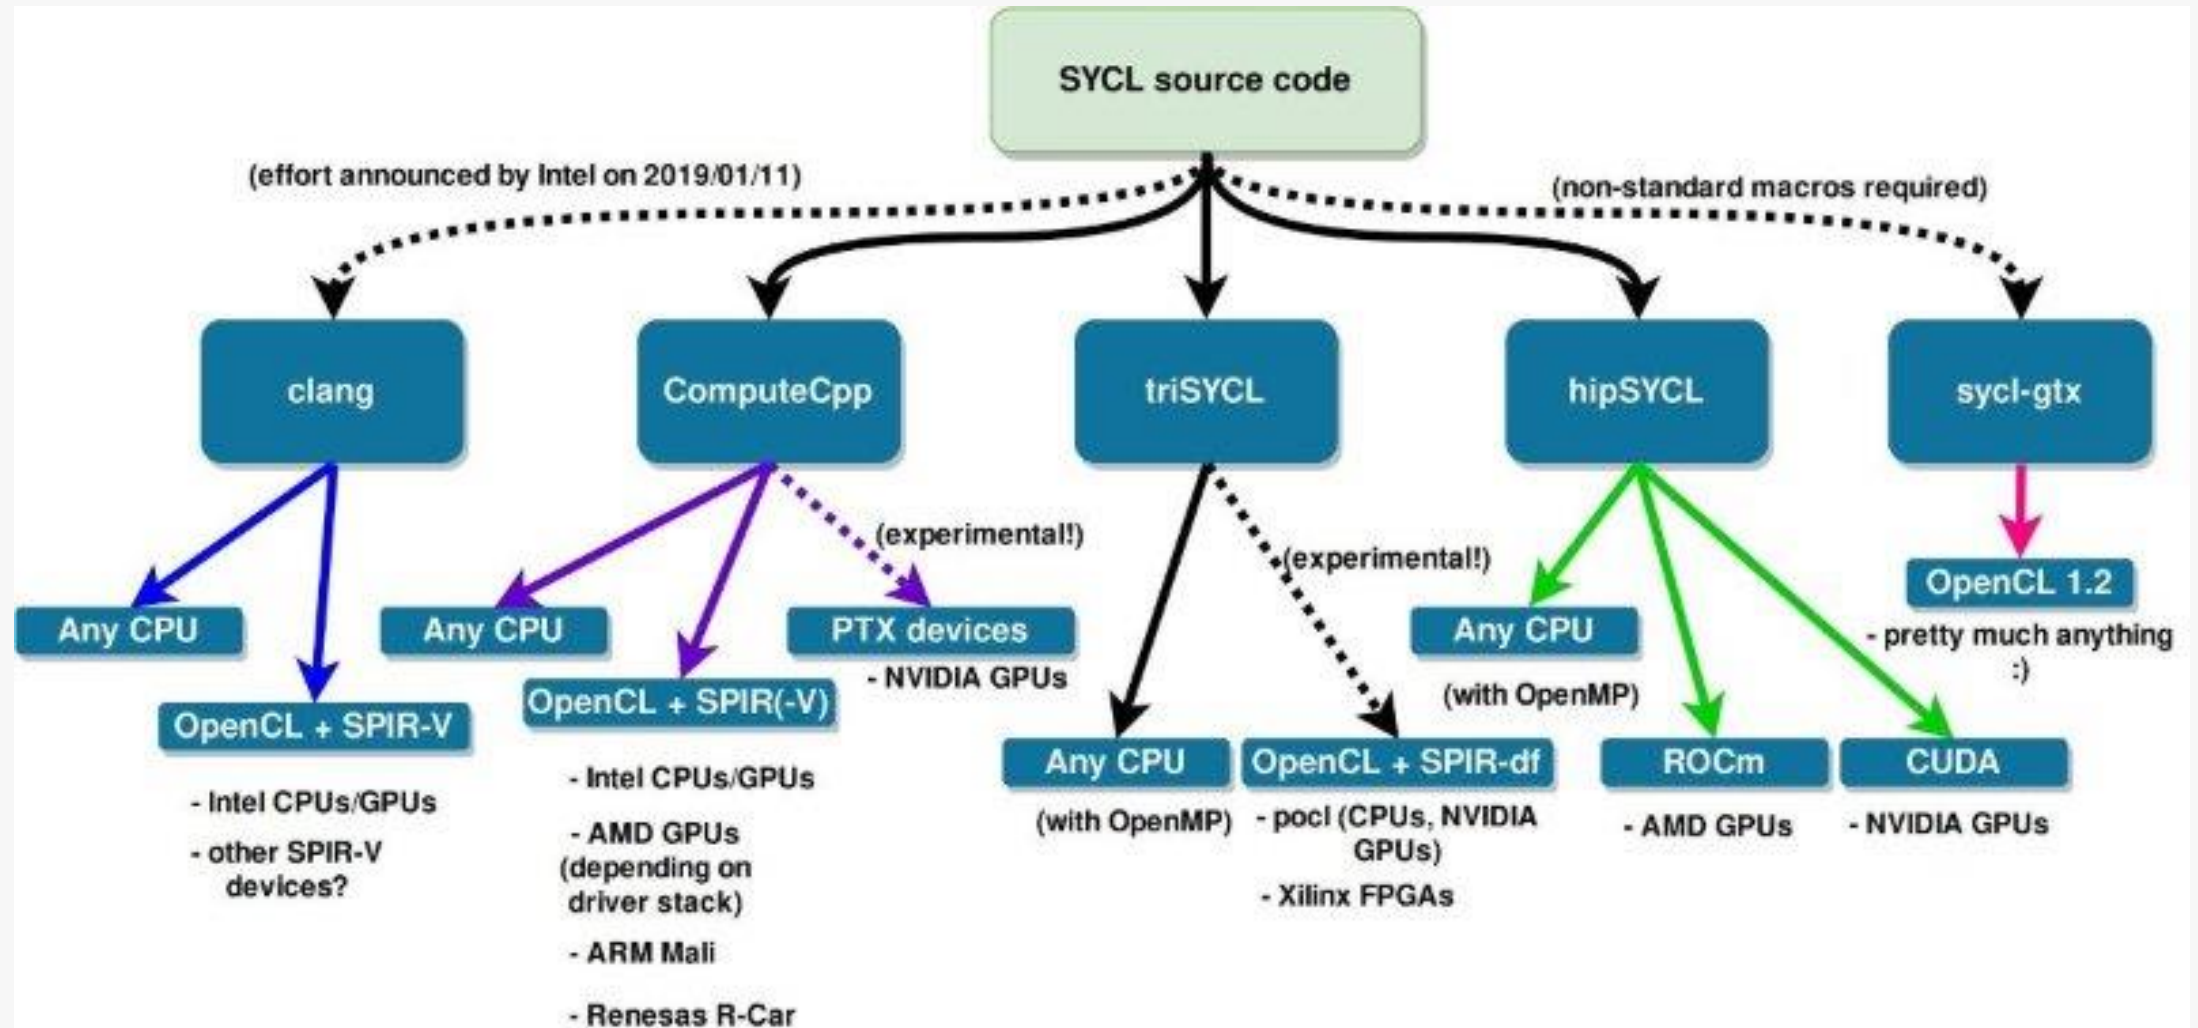 SYCL source code
(effort announced by Intel on 2019/01/11)
(non-standard macros required)
clang
ComputeCpp
triSYCL
hipSYCL
sycl-gtx
Any CPU
OpenCL + SPIR-V
- Intel CPUs/GPUs
- other SPIR-V
devices?
Any CPU
OpenCL + SPIR(-V)
- Intel CPUs/GPUs
- AMD GPUs
(depending on
driver stack)
- ARM Mali
- Renesas R-Car
(experimental!)
PTX devices
- NVIDIA GPUs
Any CPU
(with OpenMP)
(experimental!)
OpenCL + SPIR-df
- pocl (CPUs, NVIDIA
GPUs)
- Xilinx FPGAs
Any CPU
(with OpenMP)
ROCm
- AMD GPUs
CUDA
- NVIDIA GPUs
OpenCL 1.2
- pretty much anything
:)